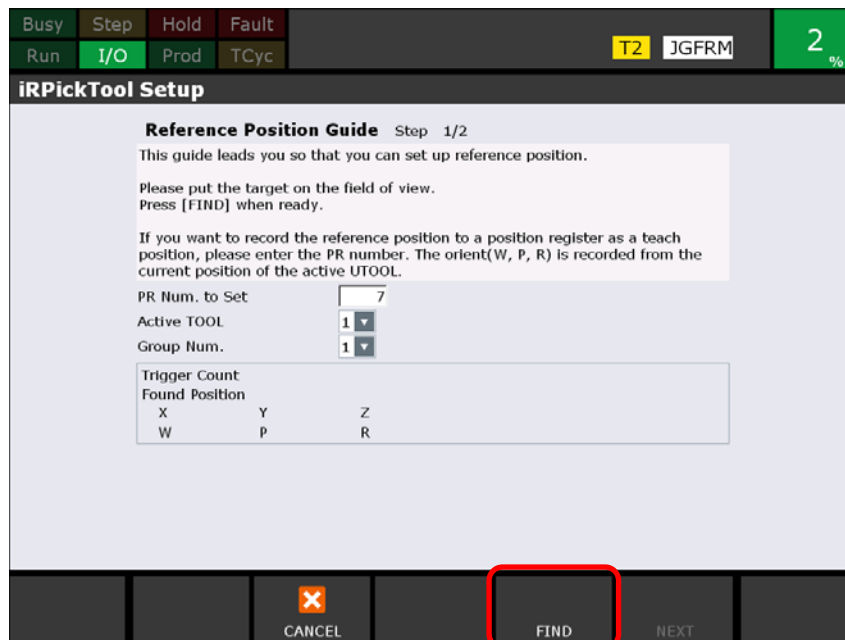 Busy Step Hold Fault
Run I/O Prod TCyc
T2 JGFRM 2 %
iRPickTool Setup
Reference Position Guide Step 1/2
This guide leads you so that you can set up reference position.
Please put the target on the field of view.
Press [FIND] when ready.
If you want to record the reference position to a position register as a teach
position, please enter the PR number. The orient(W, P, R) is recorded from the
current position of the active UTOOL.
PR Num. to Set 7
Active TOOL 1
Group Num. 1
Trigger Count
Found Position
X Y Z
W P R
CANCEL FIND NEXT